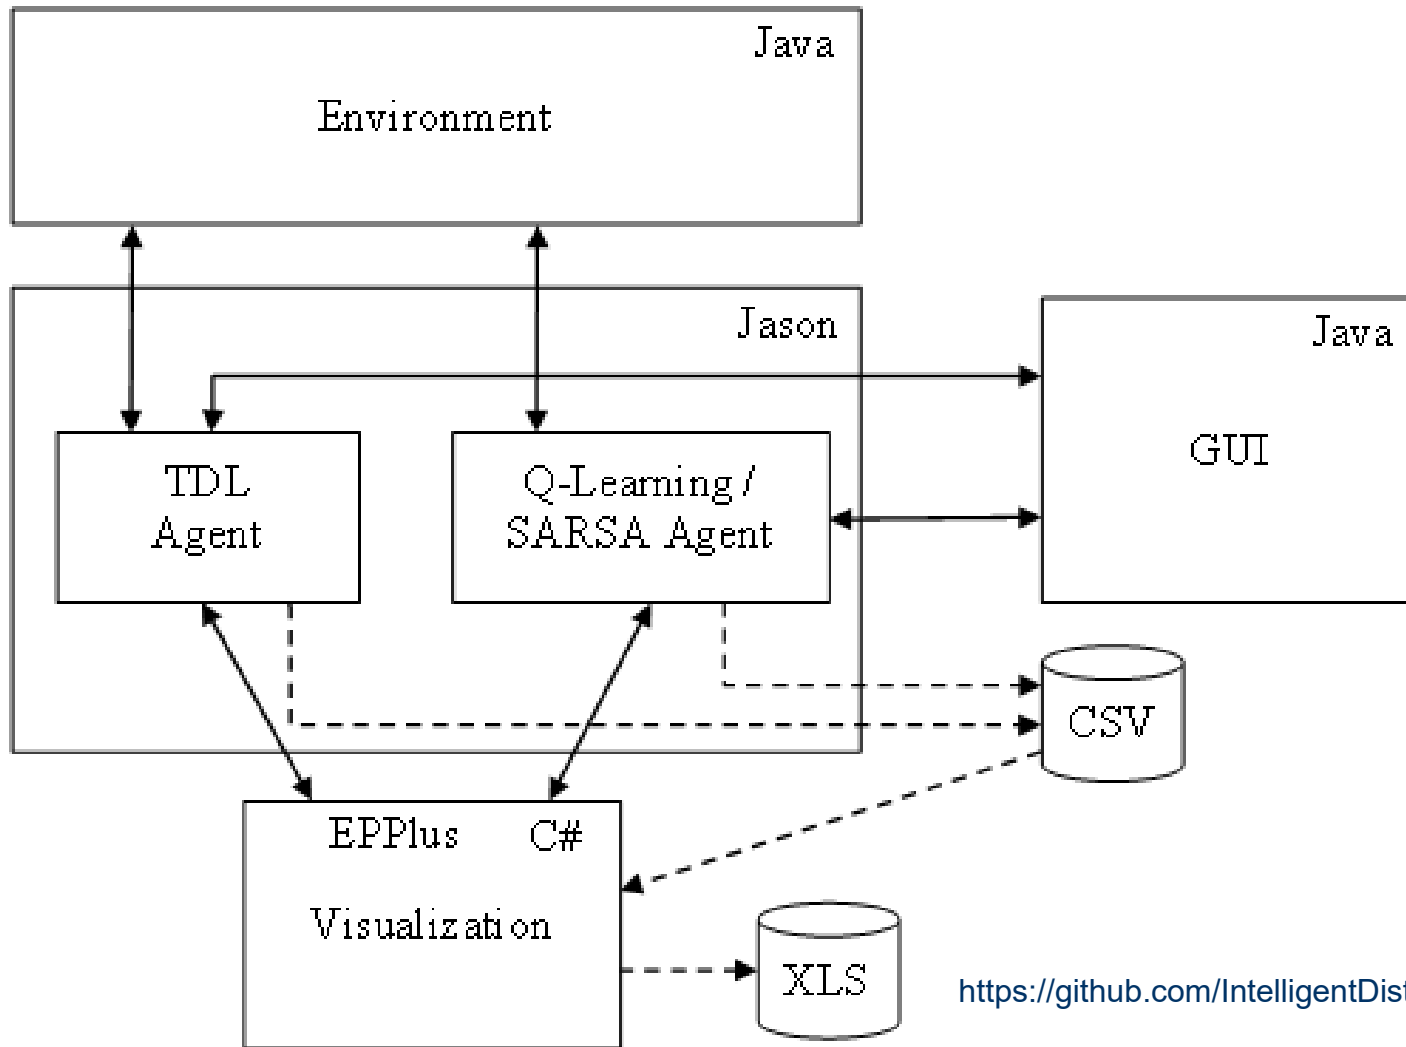 Java
Environment
Jason
Java
TDL
Agent
Q-Learning /
SARSA Agent
GUI
CSV
EPPlus C#
Visualization
XLS
https://github.com/IntelligentDist